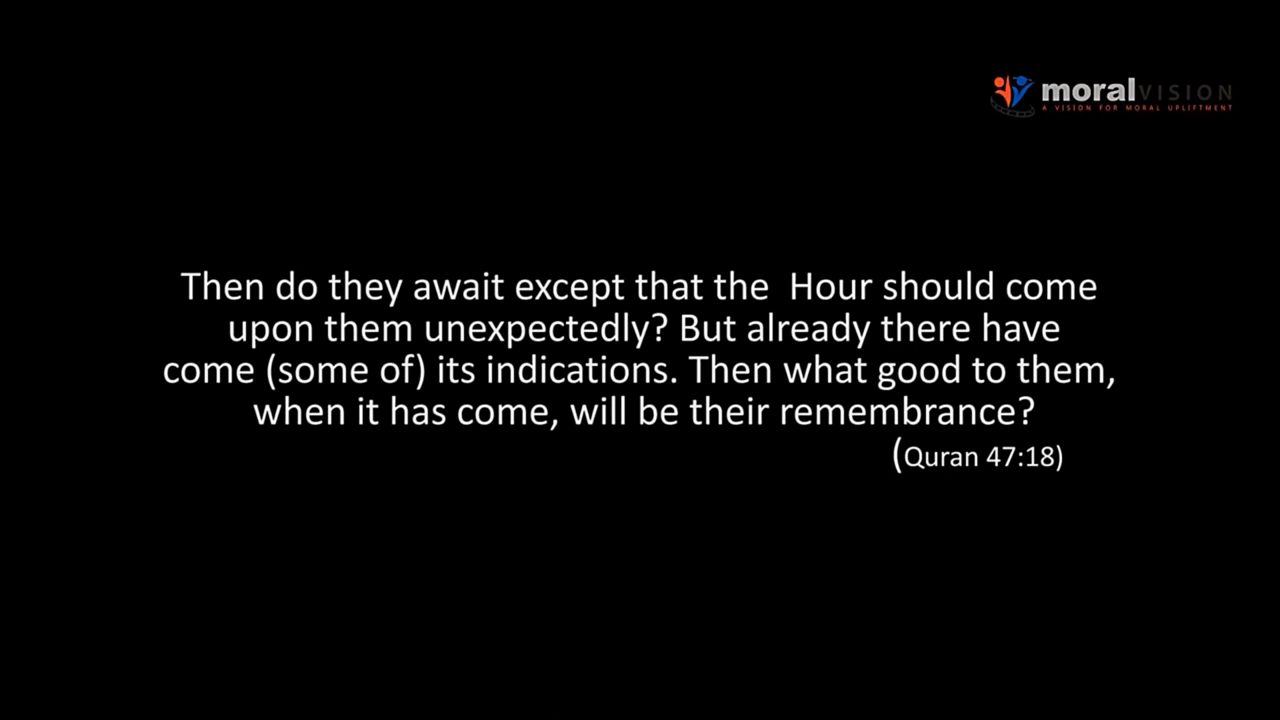 moralVISION
A VISION FOR MORAL UPLIFTMENT
Then do they await except that the  Hour should come
upon them unexpectedly? But already there have
come (some of) its indications. Then what good to them,
when it has come, will be their remembrance?
(Quran 47:18)